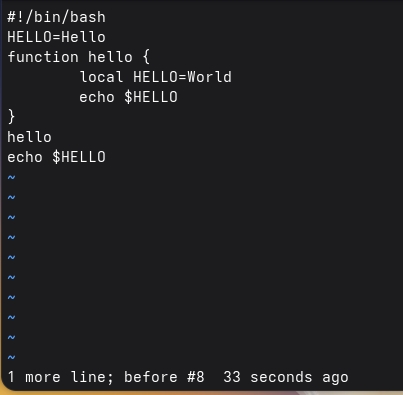 #!/bin/bash
HELLO=Hello
function hello {
        local HELLO=World
        echo $HELLO
}
hello
echo $HELLO
~
~
~
~
~
~
~
~
~
~
1 more line; before #8  33 seconds ago